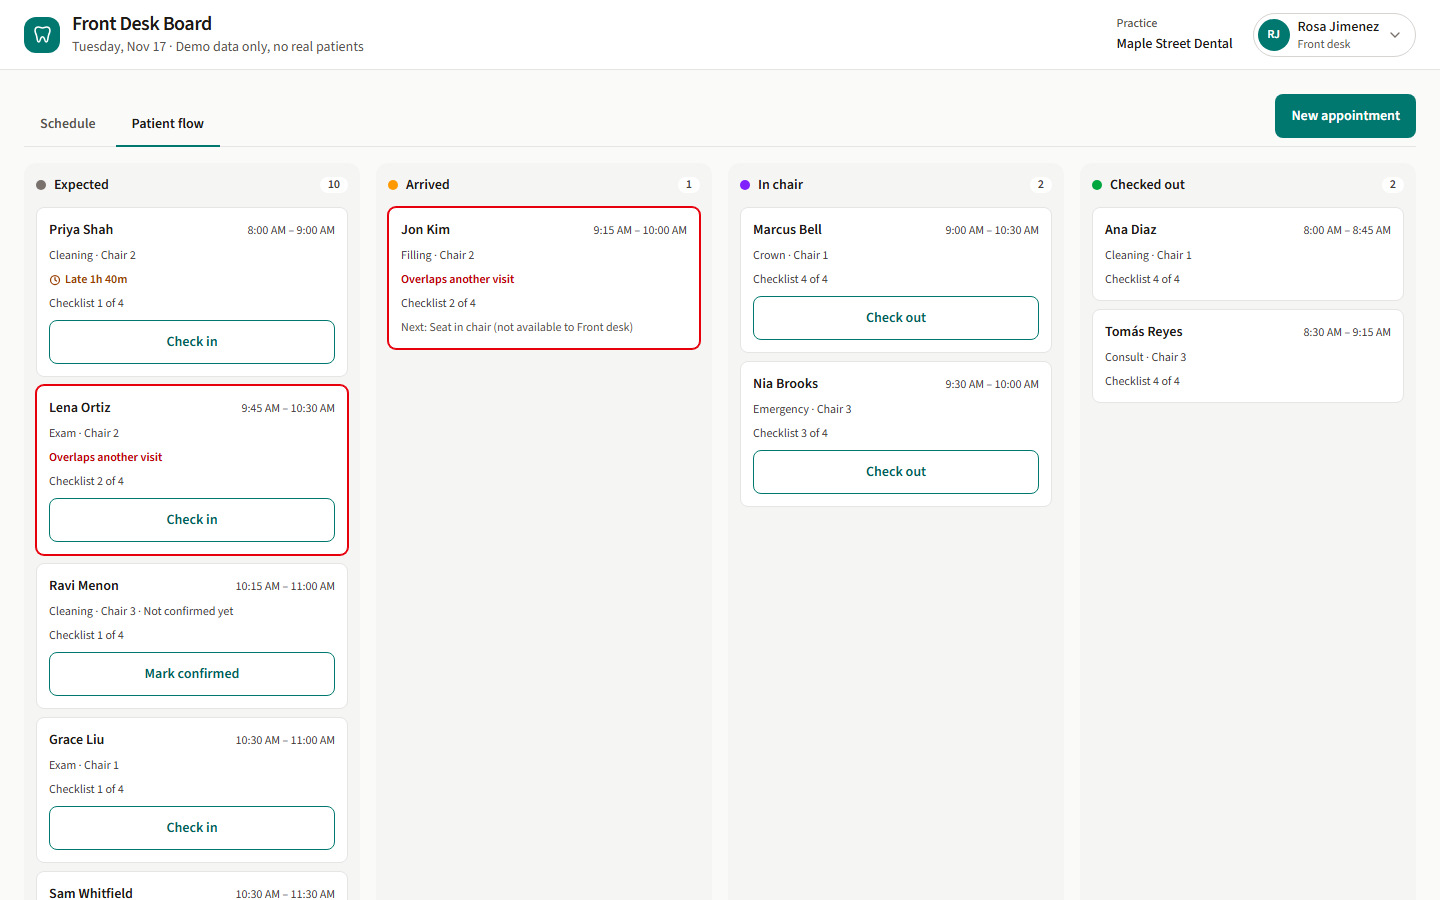 Front Desk Board
Tuesday, Nov 17 · Demo data only, no real patients
Practice
Maple Street Dental
RJ
Rosa Jimenez
Front desk
Schedule
Patient flow
New appointment
Expected
10
Priya Shah
8:00 AM – 9:00 AM
Cleaning · Chair 2
Late 1h 40m
Checklist 1 of 4
Check in
Lena Ortiz
9:45 AM – 10:30 AM
Exam · Chair 2
Overlaps another visit
Checklist 2 of 4
Check in
Ravi Menon
10:15 AM – 11:00 AM
Cleaning · Chair 3 · Not confirmed yet
Checklist 1 of 4
Mark confirmed
Grace Liu
10:30 AM – 11:00 AM
Exam · Chair 1
Checklist 1 of 4
Check in
Sam Whitfield
10:30 AM – 11:30 AM
Arrived
1
Jon Kim
9:15 AM – 10:00 AM
Filling · Chair 2
Overlaps another visit
Checklist 2 of 4
Next: Seat in chair (not available to Front desk)
In chair
2
Marcus Bell
9:00 AM – 10:30 AM
Crown · Chair 1
Checklist 4 of 4
Check out
Nia Brooks
9:30 AM – 10:00 AM
Emergency · Chair 3
Checklist 3 of 4
Check out
Checked out
2
Ana Diaz
8:00 AM – 8:45 AM
Cleaning · Chair 1
Checklist 4 of 4
Tomás Reyes
8:30 AM – 9:15 AM
Consult · Chair 3
Checklist 4 of 4